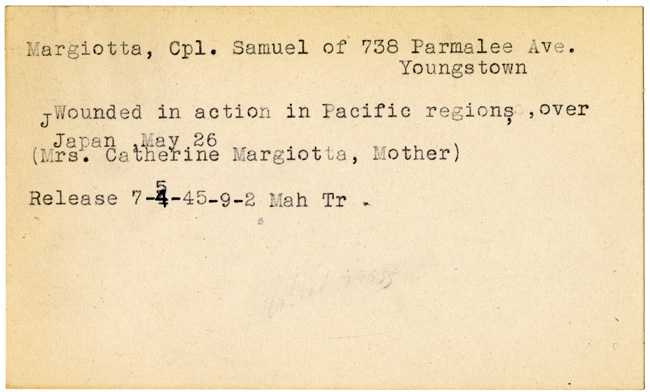 Margiotta, Cpl. Samuel of 738 Parmalee Ave.
Youngstown
JWounded in action in Pacific regions, ,over
Japan ,May 26
(Mrs. Catherine Margiotta, Mother)
Release 7-5-45-9-2 Mah Tr .